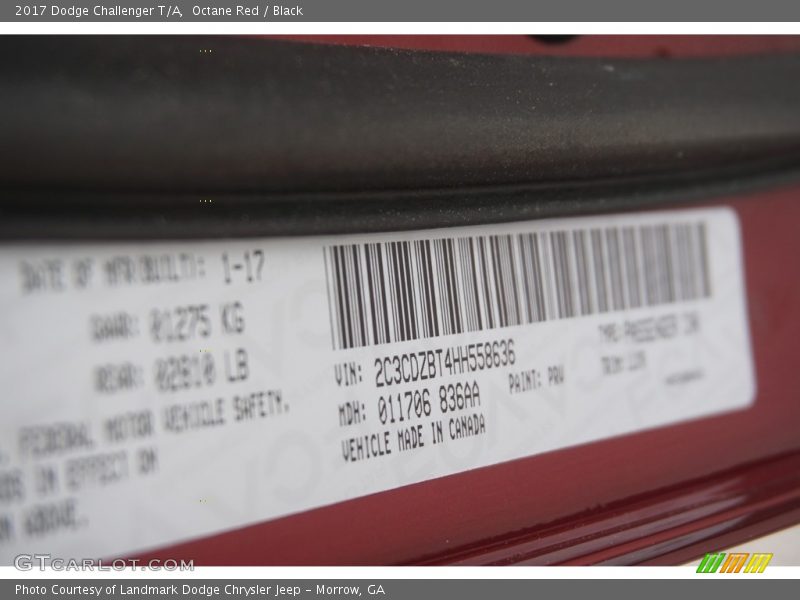 2017 Dodge Challenger T/A, Octane Red / Black
DATE OF MFR 1-17
GAWR: 01275 KG
02810 LB
VIN: 2C3CDZBT4HH558636
MDH: 011706 836AA
PAINT: PRV
VEHICLE MADE IN CANADA
FEDERAL MOTOR VEHICLE SAFETY.
IN EFFECT ON
ABOVE.
GTCARLOT.COM
Photo Courtesy of Landmark Dodge Chrysler Jeep – Morrow, GA